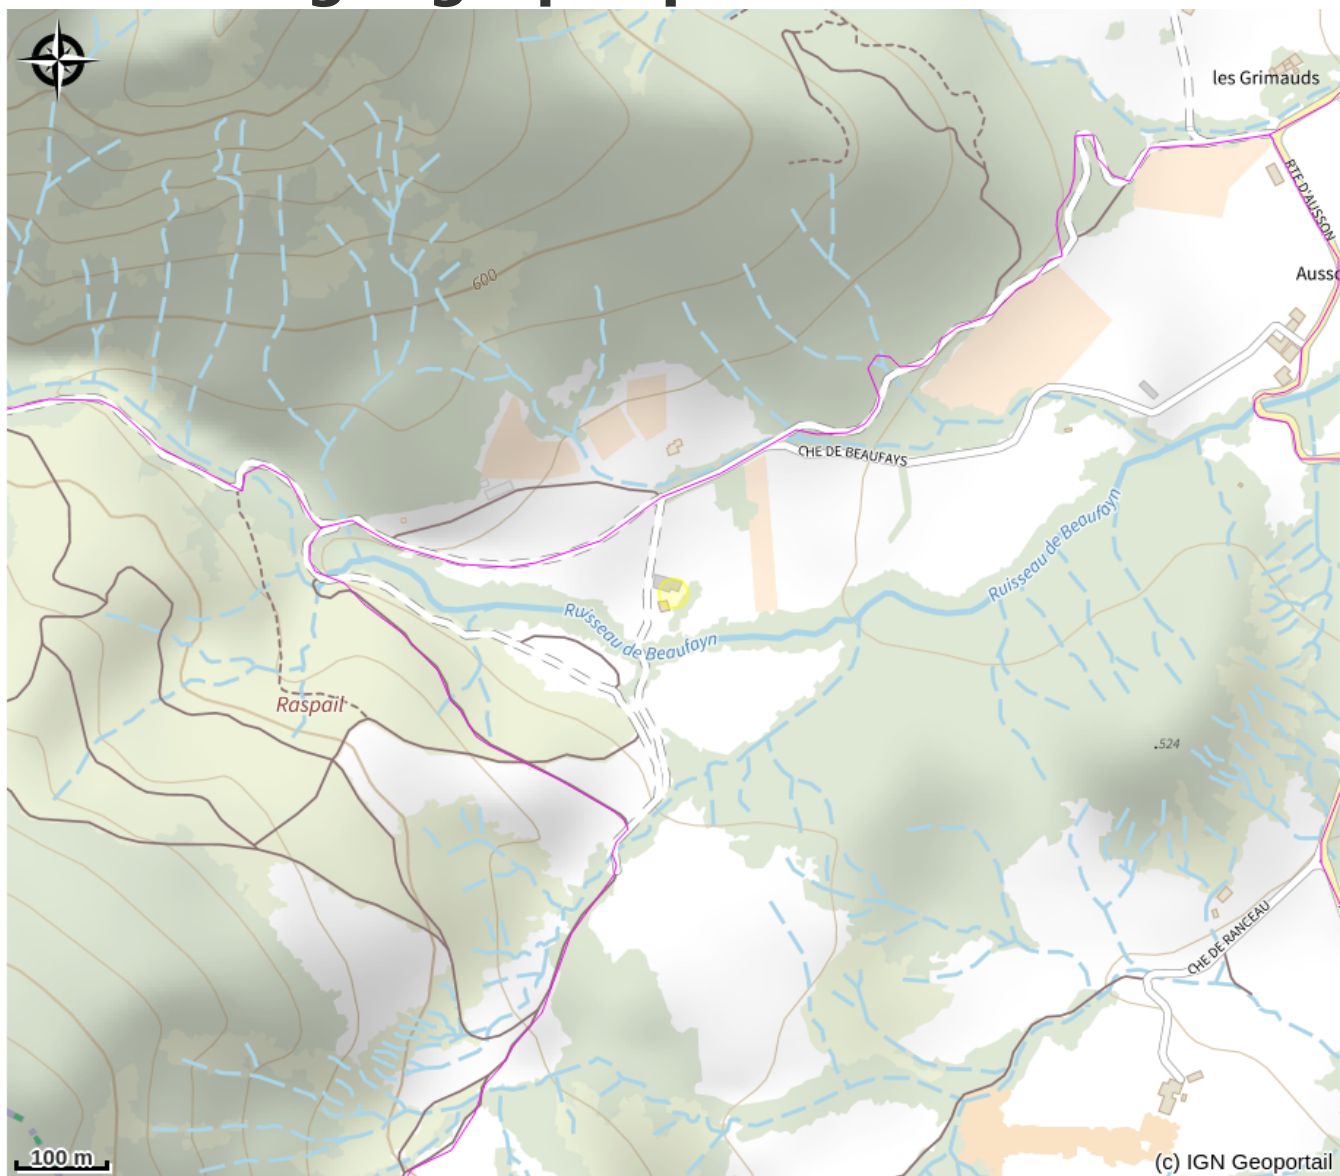 les Grimauds
RTE D'AUSSON
Ausso
600
CHE DE BEAUFAYS
Ruisseau de Beaufayn
Ruisseau de Beaufayn
Raspail
.524
CHE DE RANCEAU
100 m
(c) IGN Geoportail